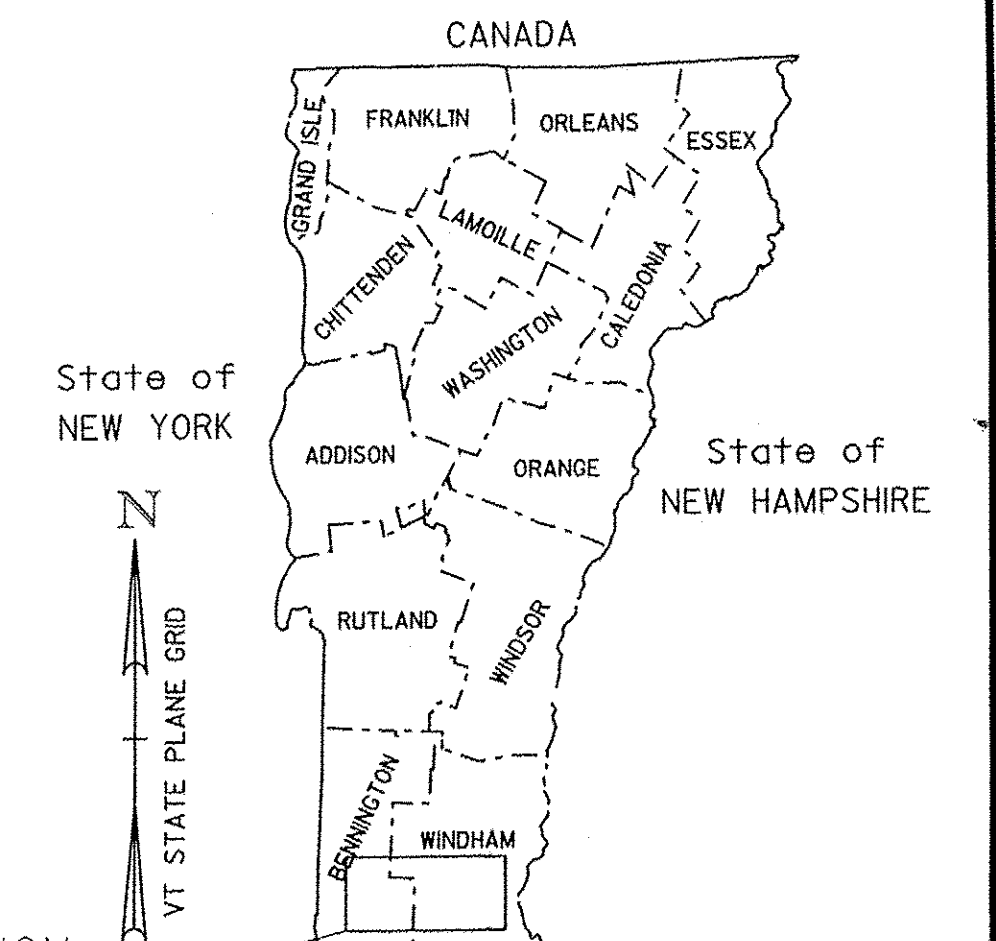 CANADA
GRAND ISLE
FRANKLIN
ORLEANS
ESSEX
LAMOILLE
CHITTENDEN
CALEDONIA
WASHINGTON
State of
NEW YORK
ADDISON
ORANGE
State of
NEW HAMPSHIRE
N
RUTLAND
WINDSOR
VT STATE PLANE GRID
BENNINGTON
WINDHAM